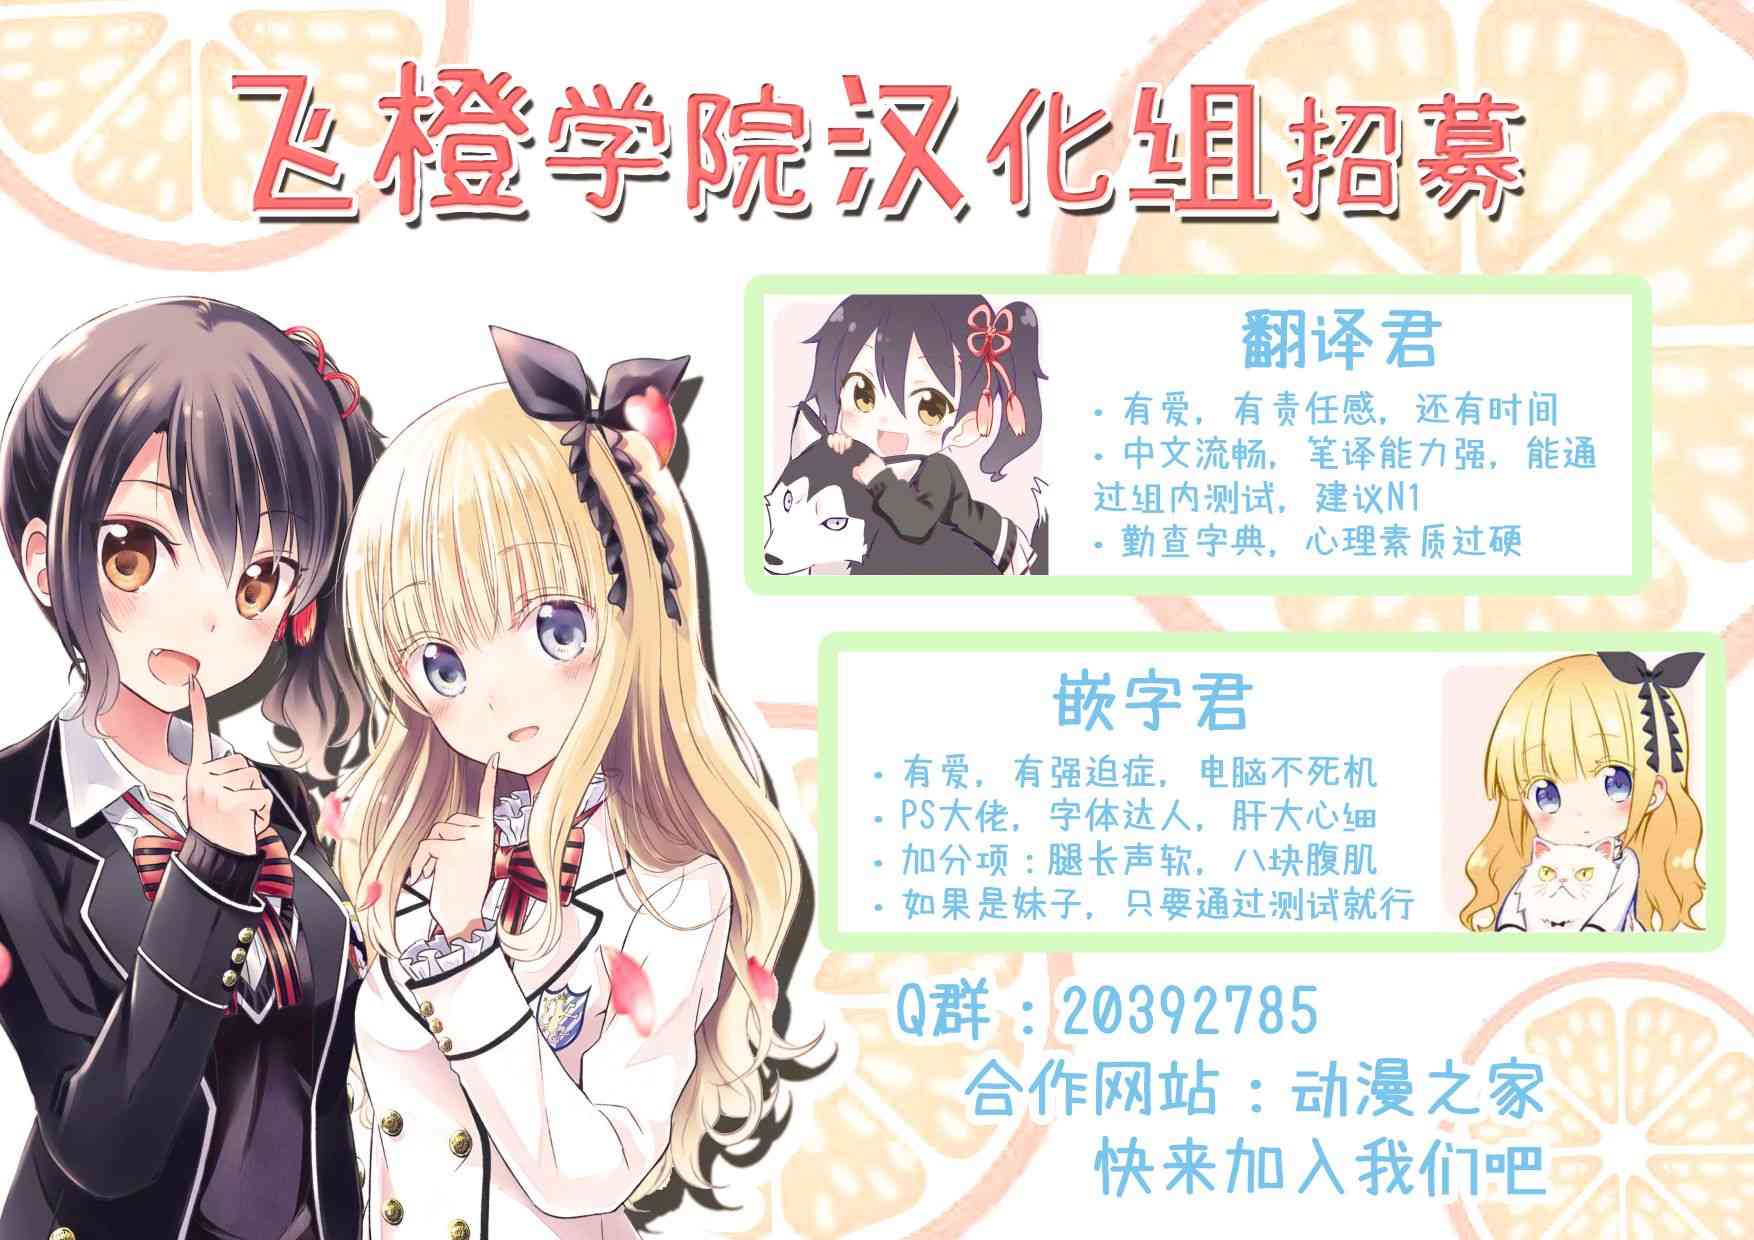 飞橙学院汉化组招募
翻译君
· 有爱，有责任感，还有时间
· 中文流畅，笔译能力强，能通
过组内测试，建议N1
· 勤查字典，心理素质过硬
嵌字君
· 有爱，有强迫症，电脑不死机
· PS大佬，字体达人，肝大心细
· 加分项：腿长声软，八块腹肌
· 如果是妹子，只要通过测试就行
Q群：20392785
合作网站：动漫之家
快来加入我们吧